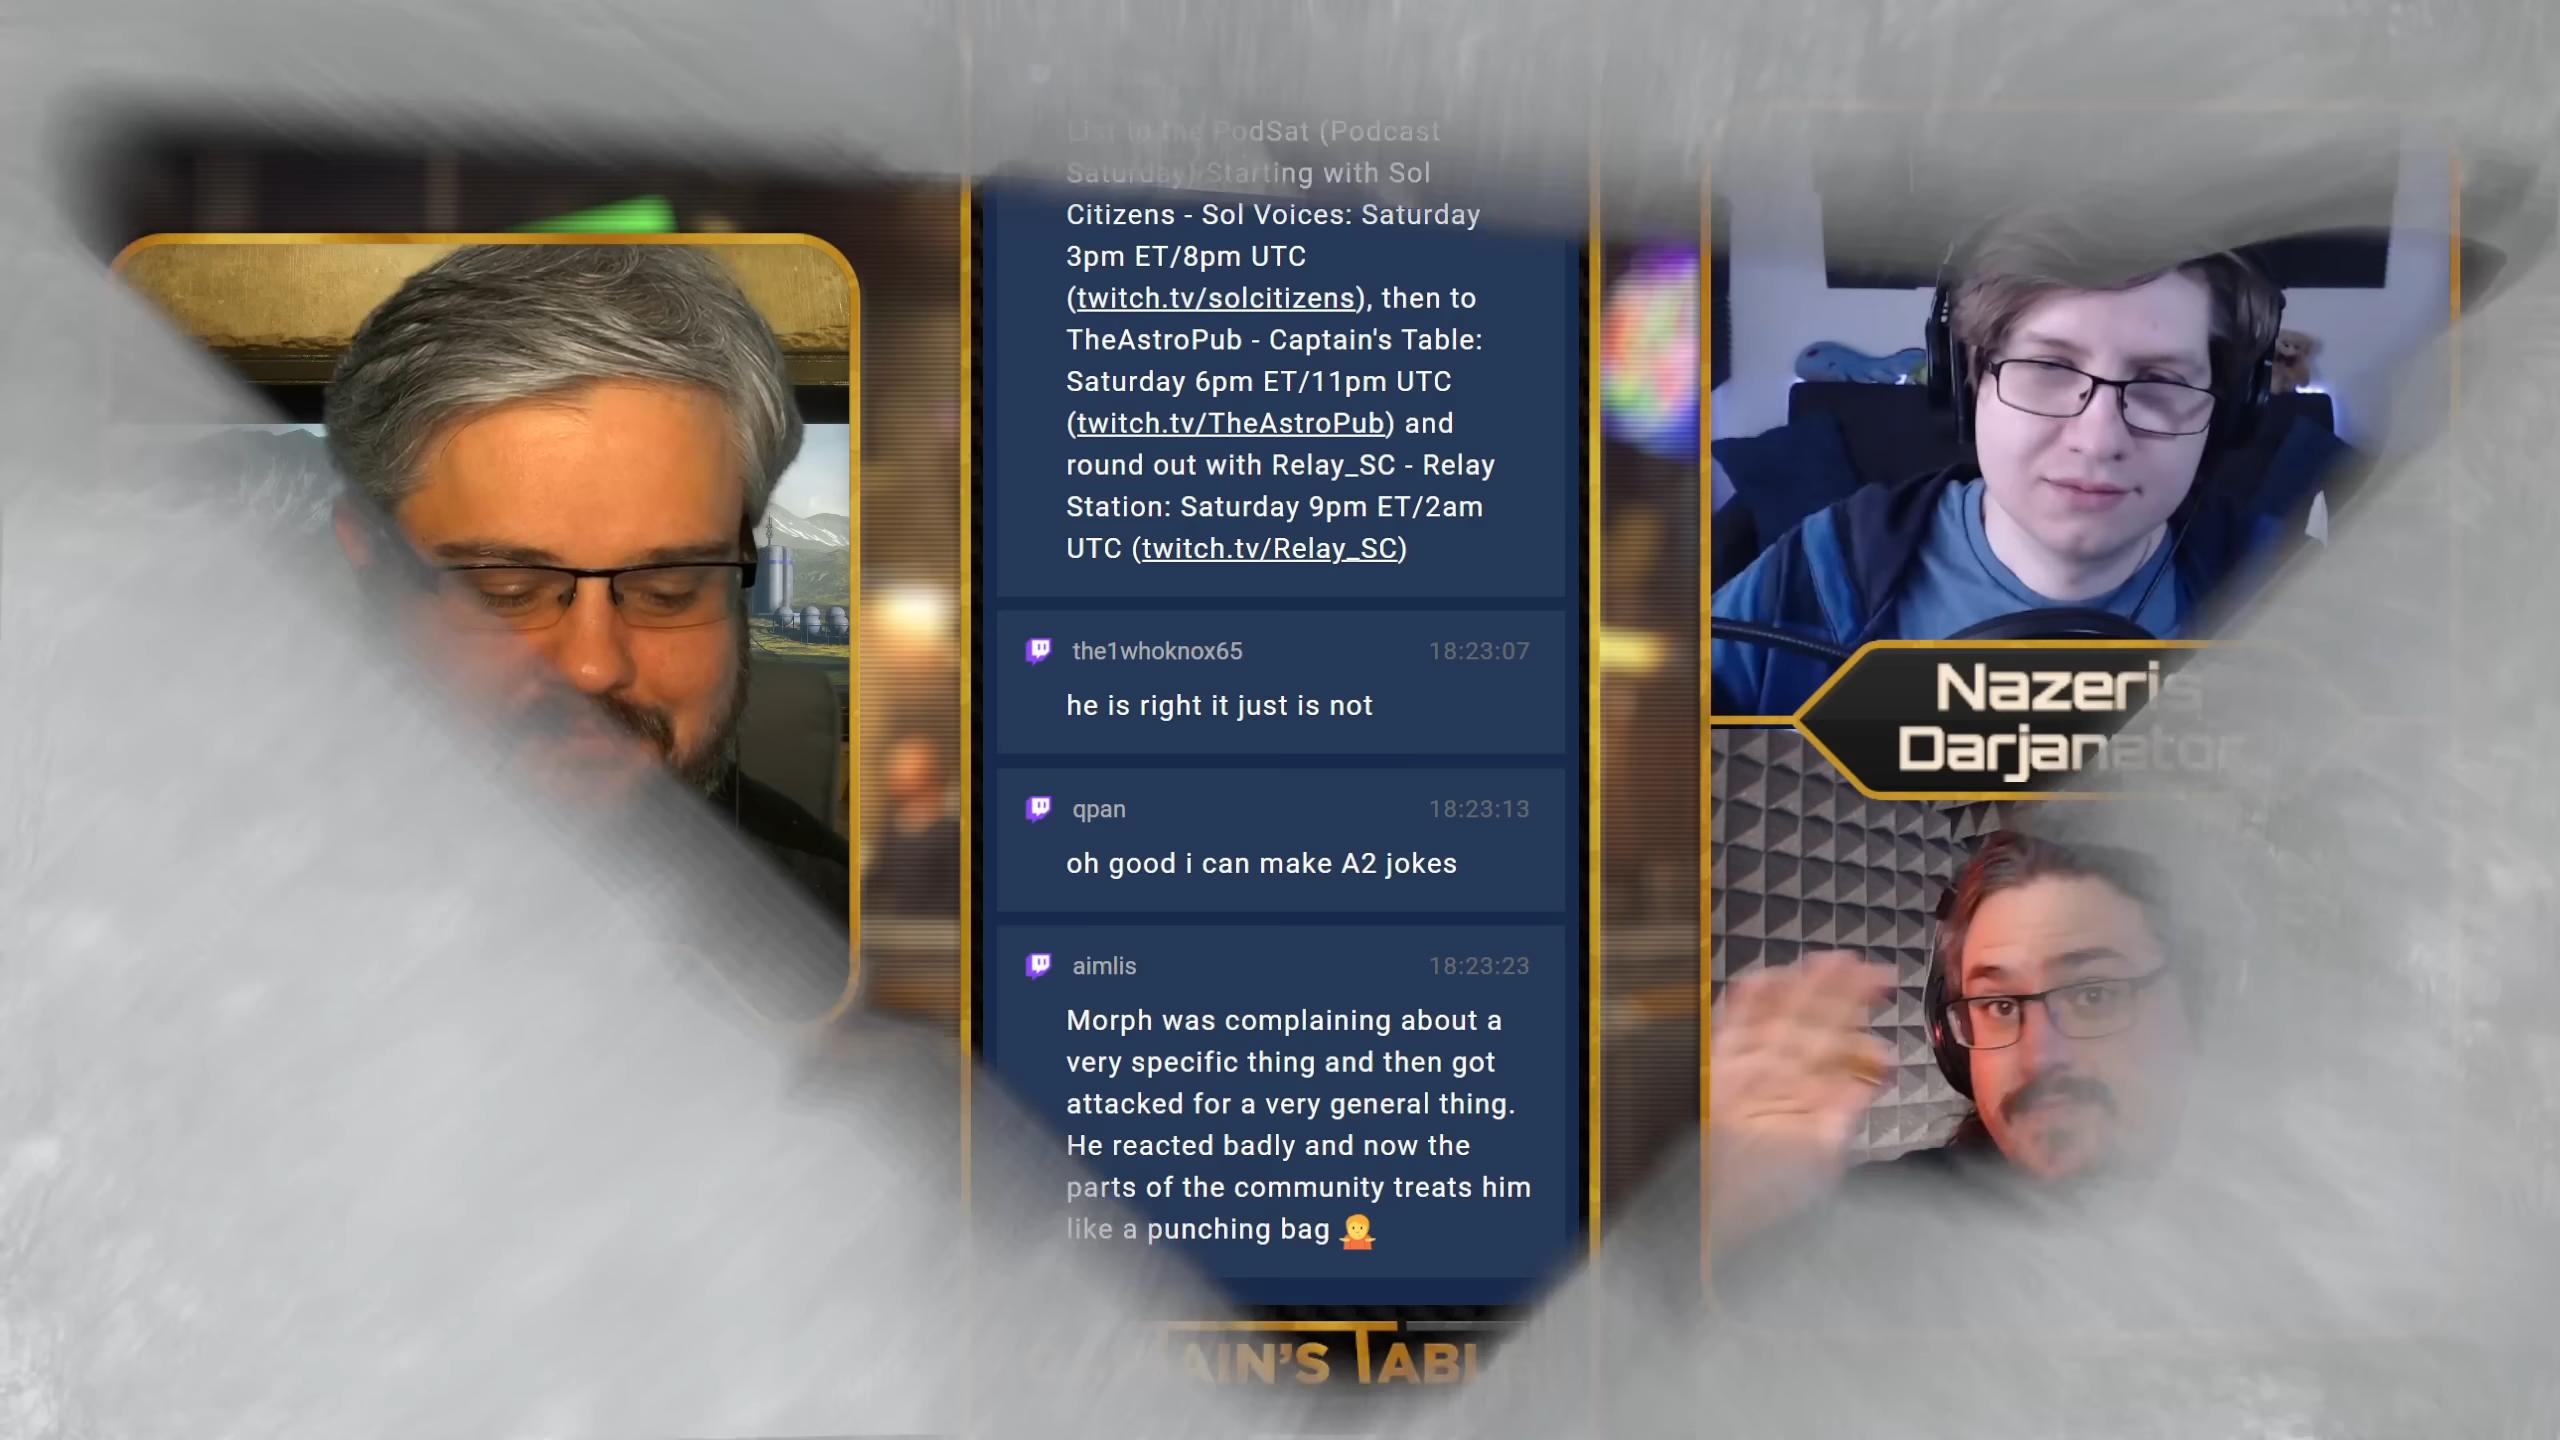 List to the PodSat (Podcast
Saturday) Starting with Sol
Citizens - Sol Voices: Saturday
3pm ET/8pm UTC
(twitch.tv/solcitizens), then to
TheAstroPub - Captain's Table:
Saturday 6pm ET/11pm UTC
(twitch.tv/TheAstroPub) and
round out with Relay_SC - Relay
Station: Saturday 9pm ET/2am
UTC (twitch.tv/Relay_SC)
the1whoknox65 18:23:07
he is right it just is not
qpan 18:23:13
oh good i can make A2 jokes
aimlis 18:23:23
Morph was complaining about a
very specific thing and then got
attacked for a very general thing.
He reacted badly and now the
parts of the community treats him
like a punching bag 🤷
Nazeris
Darjanator
AIN'S TABL